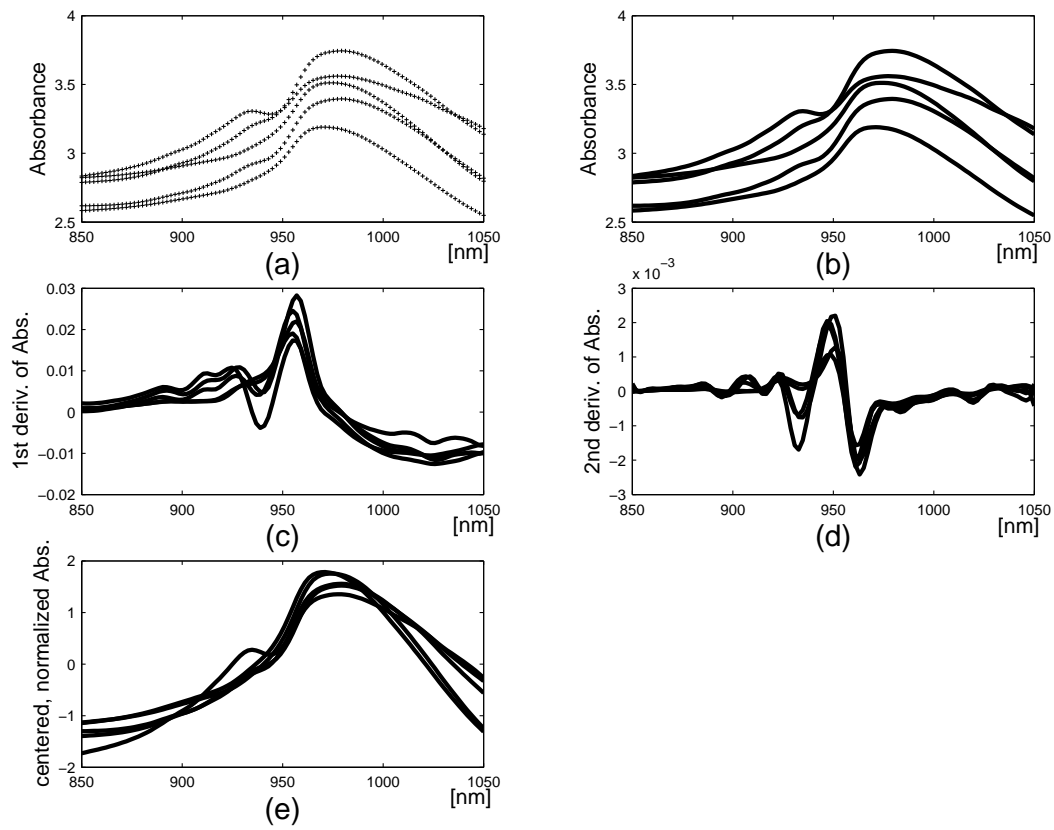 4
3.5
3
2.5
Absorbance
850 900 950 1000 1050
[nm]
(a)
4
3.5
3
2.5
Absorbance
850 900 950 1000 1050
[nm]
(b)
0.03
0.02
0.01
0
−0.01
−0.02
1st deriv. of Abs.
850 900 950 1000 1050
[nm]
(c)
x 10−3
3
2
1
0
−1
−2
−3
2nd deriv. of Abs.
850 900 950 1000 1050
[nm]
(d)
2
1
0
−1
−2
centered, normalized Abs.
850 900 950 1000 1050
[nm]
(e)